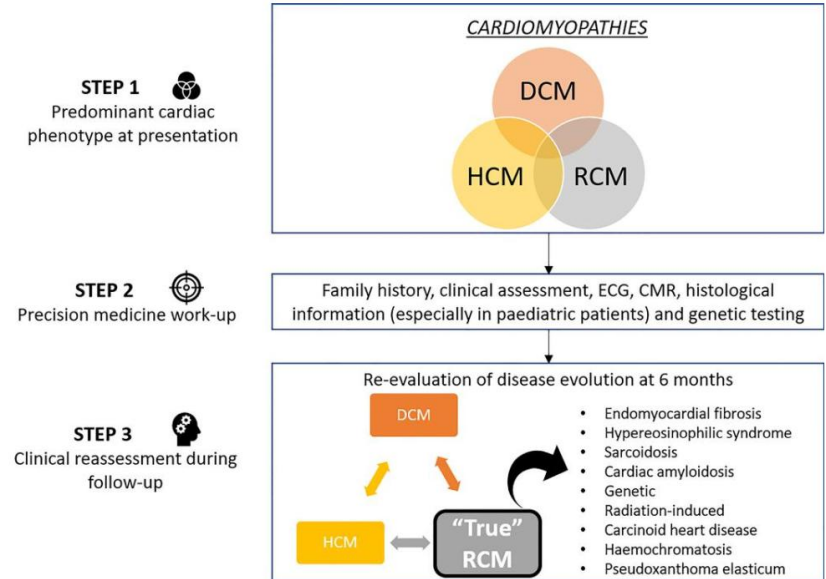 CARDIOMYOPATHIES
STEP 1
Predominant cardiac
phenotype at presentation
DCM
HCM
RCM
STEP 2
Precision medicine work-up
Family history, clinical assessment, ECG, CMR, histological
information (especially in paediatric patients) and genetic testing
STEP 3
Clinical reassessment during
follow-up
Re-evaluation of disease evolution at 6 months
DCM
HCM
“True”
RCM
• Endomyocardial fibrosis
• Hypereosinophilic syndrome
• Sarcoidosis
• Cardiac amyloidosis
• Genetic
• Radiation-induced
• Carcinoid heart disease
• Haemochromatosis
• Pseudoxanthoma elasticum